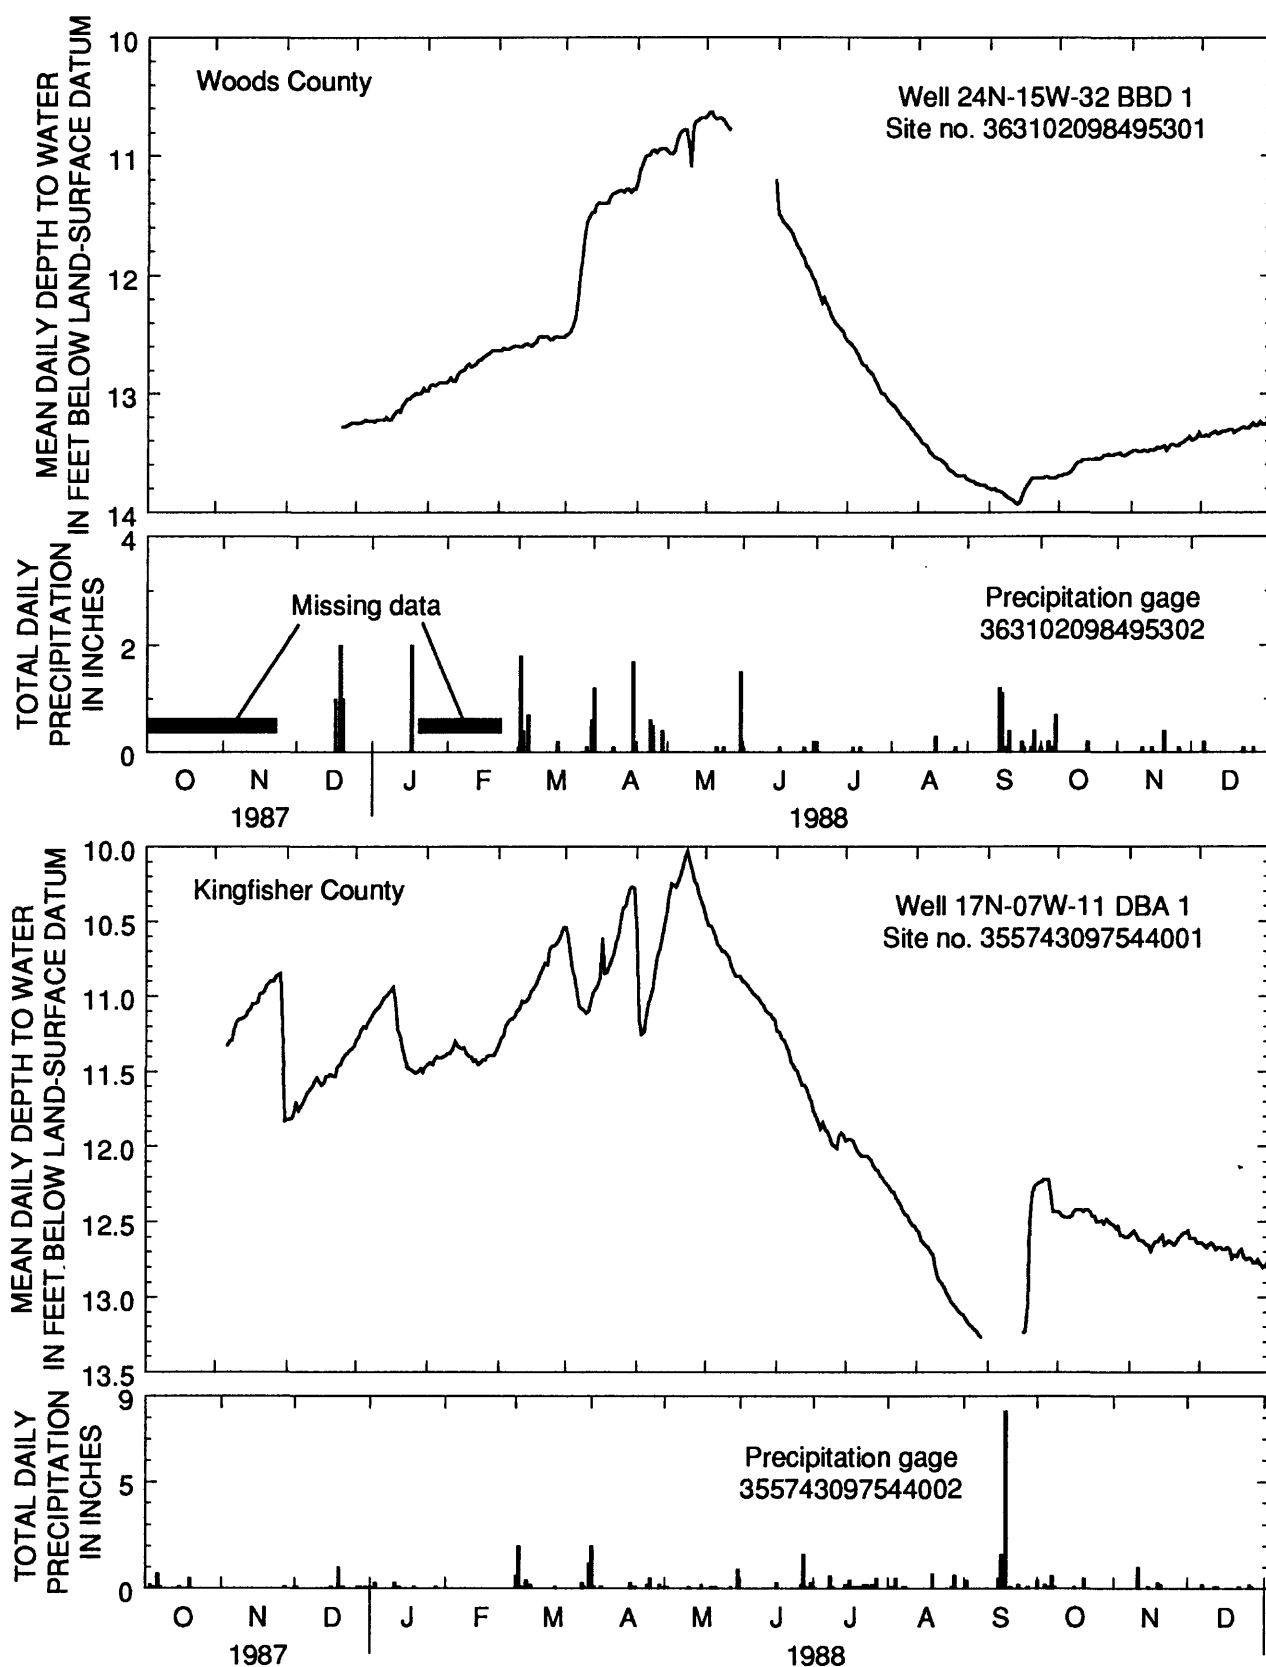 MEAN DAILY DEPTH TO WATER
IN FEET BELOW LAND-SURFACE DATUM
10
11
12
13
14
Woods County
Well 24N-15W-32 BBD 1
Site no. 363102098495301
TOTAL DAILY
PRECIPITATION
IN INCHES
4
2
0
Missing data
Precipitation gage
363102098495302
O N D J F M A M J J A S O N D
1987 1988
MEAN DAILY DEPTH TO WATER
IN FEET.BELOW LAND-SURFACE DATUM
10.0
10.5
11.0
11.5
12.0
12.5
13.0
13.5
Kingfisher County
Well 17N-07W-11 DBA 1
Site no. 355743097544001
TOTAL DAILY
PRECIPITATION
IN INCHES
9
5
0
Precipitation gage
355743097544002
O N D J F M A M J J A S O N D
1987 1988